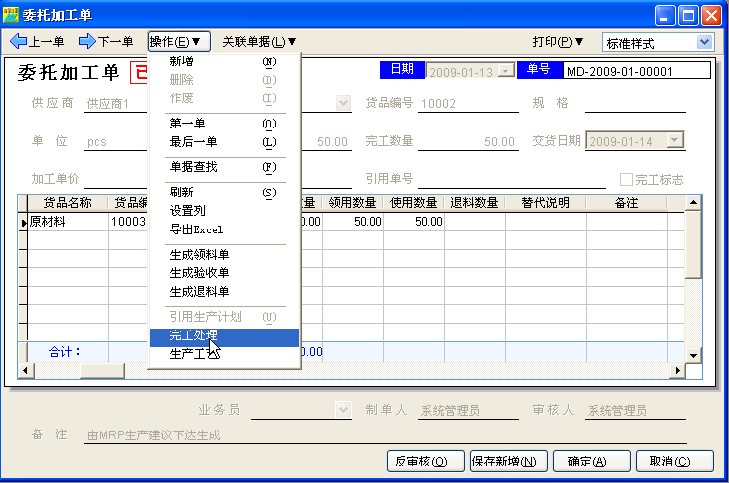 委托加工单
上一单 下一单 操作(E)▼ 关联单据(L)▼ 打印(P)▼ 标准样式
委托加工单 日期 2009-01-13 单号 MD-2009-01-00001
供应商 供应商1 货品编号 10002 规 格
单 位 pcs 50.00 完工数量 50.00 交货日期 2009-01-14
加工单价 引用单号 完工标志
货品名称 货品编 数量 领用数量 使用数量 退料数量 替代说明 备注
原材料 10003 0.00 50.00 50.00
合计： 0.00
新增 (N)
删除 (D)
作废 (I)
第一单 (A)
最后一单 (L)
单据查找 (F)
刷新 (S)
设置列
导出Excel
生成领料单
生成验收单
生成退料单
引用生产计划 (U)
完工处理
生产工
业务员 制单人 系统管理员 审核人 系统管理员
备 注 由MRP生产建议下达生成
反审核(O) 保存新增(N) 确定(A) 取消(C)